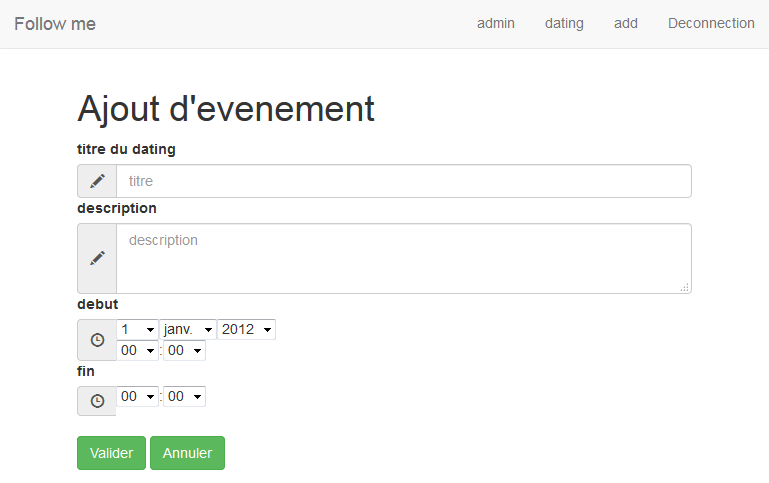 Follow me admin dating add Deconnection
Ajout d'evenement
titre du dating
titre
description
description
debut
1 janv. 2012
00 : 00
fin
00 : 00
Valider Annuler